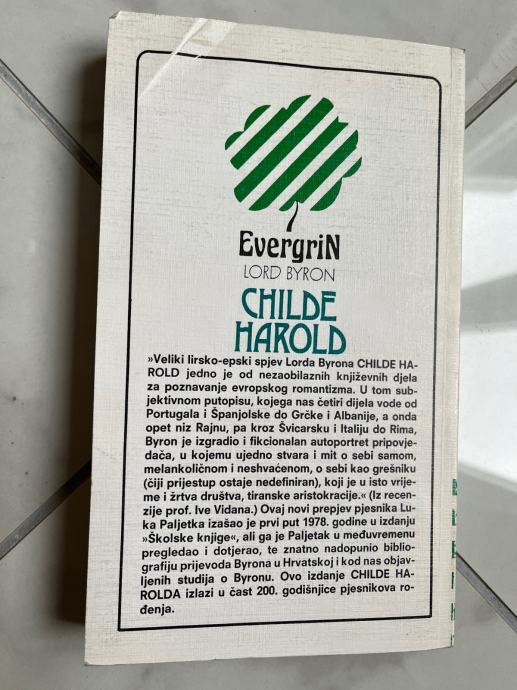 EvergriN
LORD BYRON
CHILDE
HAROLD
»Veliki lirsko-epski spjev Lorda Byrona CHILDE HA-
ROLD jedno je od nezaobilaznih književnih djela
za poznavanje evropskog romantizma. U tom sub-
jektivnom putopisu, kojega nas četiri dijela vode od
Portugala i Španjolske do Grčke i Albanije, a onda
opet niz Rajnu, pa kroz Švicarsku i Italiju do Rima,
Byron je izgradio i fikcionalan autoportret pripovje-
dača, u kojemu ujedno stvara i mit o sebi samom,
melankoličnom i neshvaćenom, o sebi kao grešniku
(čiji prijestup ostaje nedefiniran), koji je u isto vrije-
me i žrtva društva, tiranske aristokracije.« (Iz recen-
zije prof. Ive Vidana.) Ovaj novi prepjev pjesnika Lu-
ka Paljetka izašao je prvi put 1978. godine u izdanju
»Školske knjige«, ali ga je Paljetak u međuvremenu
pregledao i dotjerao, te znatno nadopunio biblio-
grafiju prijevoda Byrona u Hrvatskoj i kod nas objav-
ljenih studija o Byronu. Ovo izdanje CHILDE HA-
ROLDA izlazi u čast 200. godišnjice pjesnikova ro-
đenja.